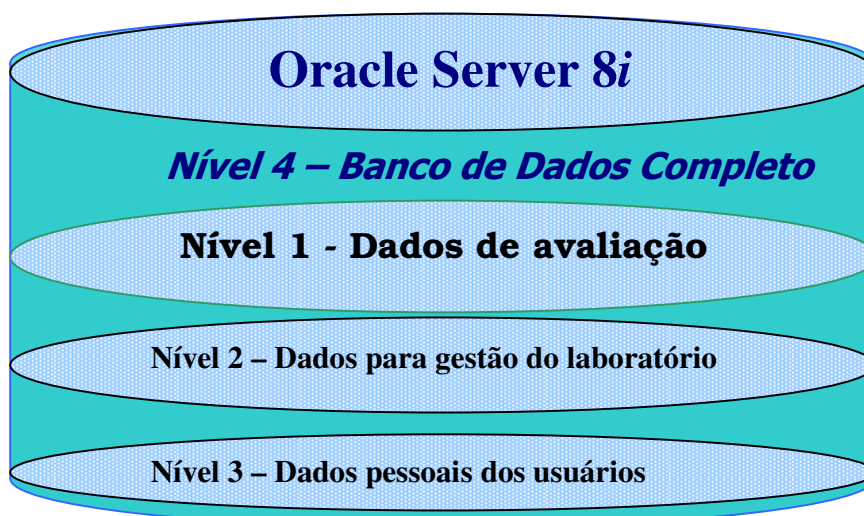 Oracle Server 8i
Nível 4 – Banco de Dados Completo
Nível 1 - Dados de avaliação
Nível 2 – Dados para gestão do laboratório
Nível 3 – Dados pessoais dos usuários